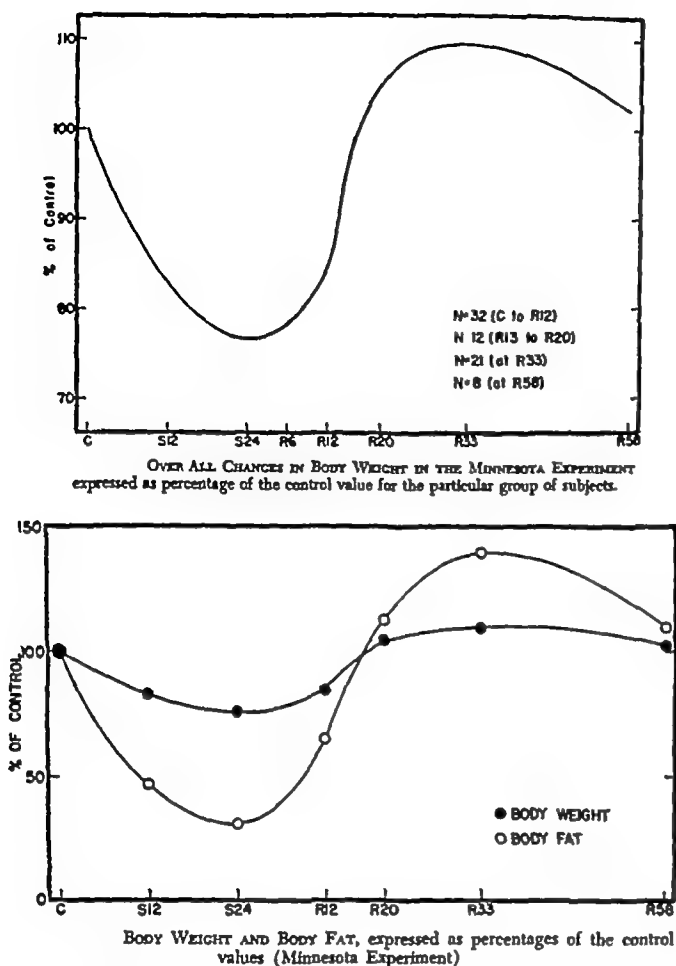 110
100
90
80
70
% of Control
N=32 (C to R12)
N 12 (R13 to R20)
N=21 (at R33)
N=8 (at R58)
C S12 S24 R6 R12 R20 R33 R58
OVER ALL CHANGES IN BODY WEIGHT IN THE MINNESOTA EXPERIMENT
expressed as percentage of the control value for the particular group of subjects.
150
100
50
0
% OF CONTROL
BODY WEIGHT
BODY FAT
C S12 S24 R12 R20 R33 R58
BODY WEIGHT AND BODY FAT, expressed as percentages of the control
values (Minnesota Experiment)